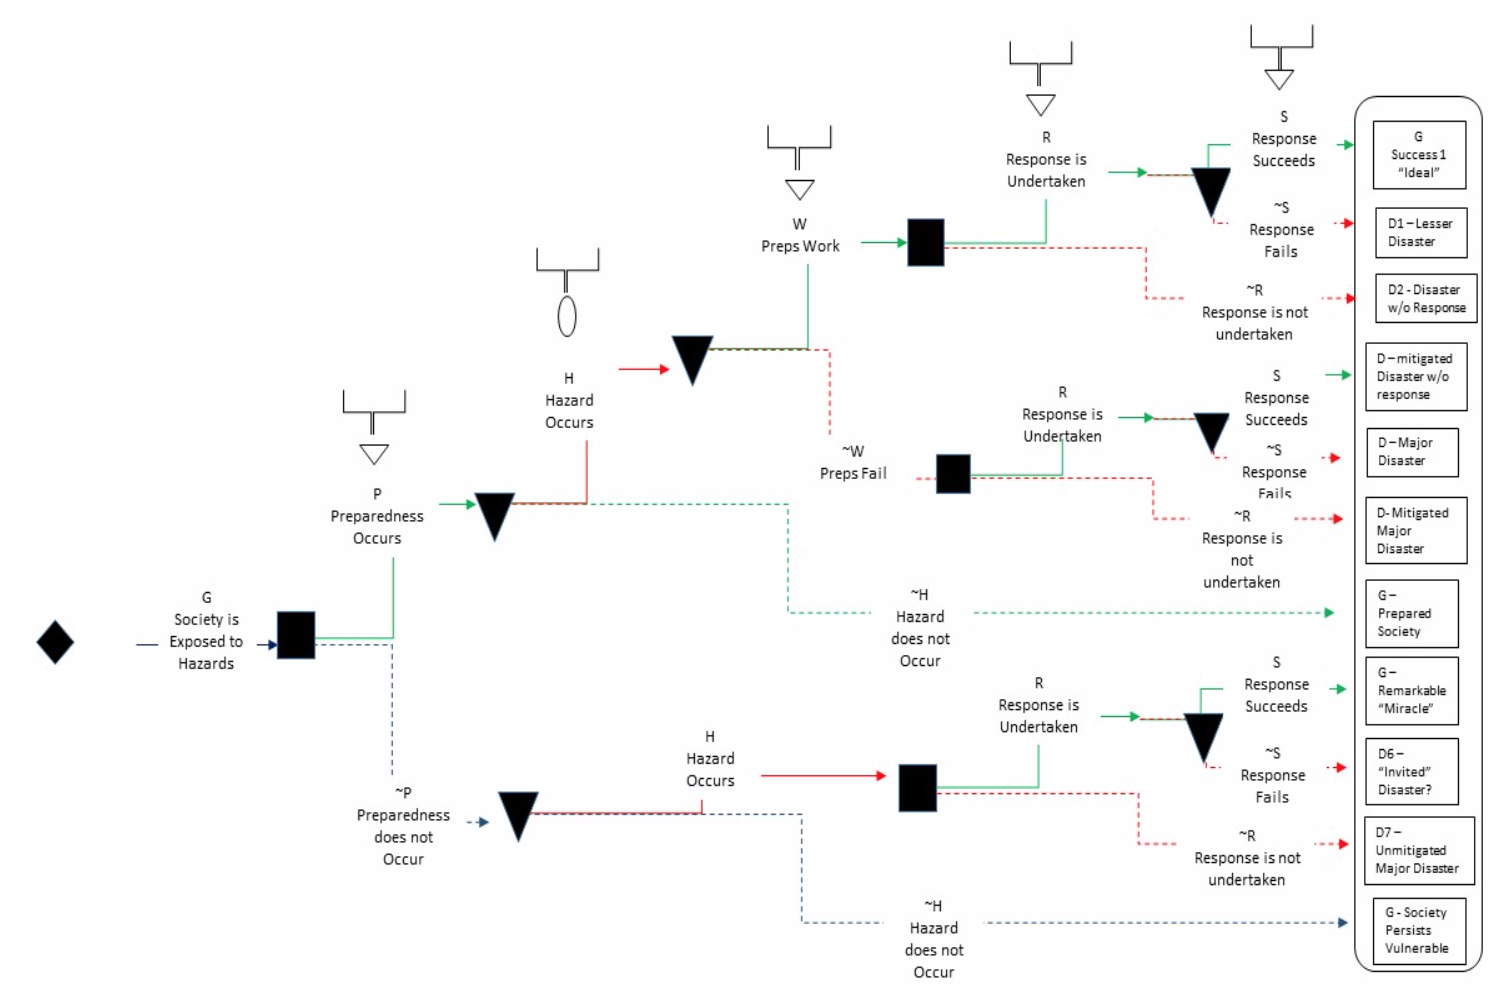 G
Society is
Exposed to
Hazards
P
Preparedness
Occurs
~P
Preparedness
does not
Occur
H
Hazard
Occurs
W
Preps Work
~W
Preps Fail
R
Response is
Undertaken
S
Response
Succeeds
~S
Response
Fails
~R
Response is not
undertaken
R
Response is
Undertaken
S
Response
Succeeds
~S
Response
Fails
~R
Response is
not
undertaken
~H
Hazard
does not
Occur
H
Hazard
Occurs
R
Response is
Undertaken
S
Response
Succeeds
~S
Response
Fails
~R
Response is not
undertaken
~H
Hazard
does not
Occur
G
Success 1
“Ideal”
D1 – Lesser
Disaster
D2 - Disaster
w/o Response
D – mitigated
Disaster w/o
response
D – Major
Disaster
D- Mitigated
Major
Disaster
G –
Prepared
Society
G –
Remarkable
“Miracle”
D6 –
“Invited”
Disaster?
D7 –
Unmitigated
Major Disaster
G - Society
Persists
Vulnerable